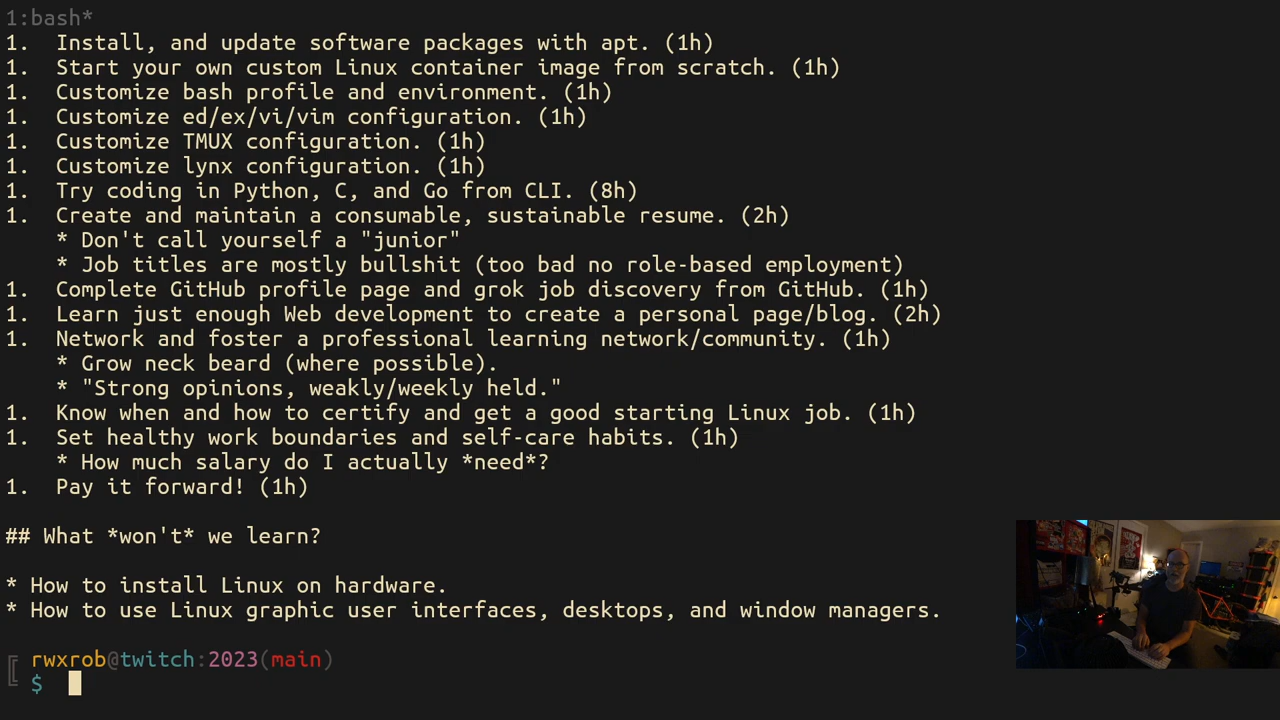 1:bash*
1.  Install, and update software packages with apt. (1h)
1.  Start your own custom Linux container image from scratch. (1h)
1.  Customize bash profile and environment. (1h)
1.  Customize ed/ex/vi/vim configuration. (1h)
1.  Customize TMUX configuration. (1h)
1.  Customize lynx configuration. (1h)
1.  Try coding in Python, C, and Go from CLI. (8h)
1.  Create and maintain a consumable, sustainable resume. (2h)
    * Don't call yourself a "junior"
    * Job titles are mostly bullshit (too bad no role-based employment)
1.  Complete GitHub profile page and grok job discovery from GitHub. (1h)
1.  Learn just enough Web development to create a personal page/blog. (2h)
1.  Network and foster a professional learning network/community. (1h)
    * Grow neck beard (where possible).
    * "Strong opinions, weakly/weekly held."
1.  Know when and how to certify and get a good starting Linux job. (1h)
1.  Set healthy work boundaries and self-care habits. (1h)
    * How much salary do I actually *need*?
1.  Pay it forward! (1h)
## What *won't* we learn?
* How to install Linux on hardware.
* How to use Linux graphic user interfaces, desktops, and window managers.
rwxrob@twitch:2023(main)
$